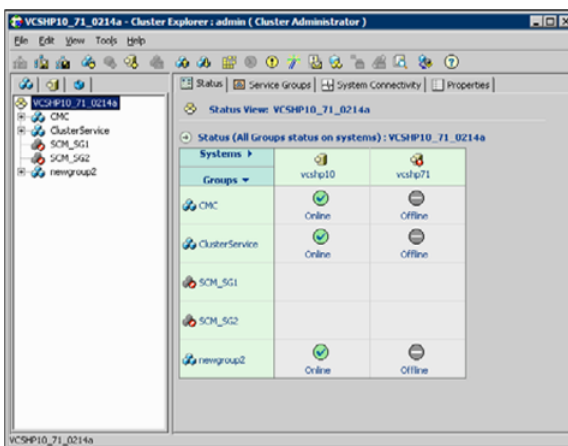 VCSHP10_71_0214a - Cluster Explorer : admin ( Cluster Administrator )
File Edit View Tools Help
Status Service Groups System Connectivity Properties
VCSHP10_71_0214a
CMC
ClusterService
SCM_SG1
SCM_SG2
newgroup2
Status View: VCSHP10_71_0214a
Status (All Groups status on systems) : VCSHP10_71_0214a
Systems
Groups
vcshp10 vcshp71
CMC Online Offline
ClusterService Online Offline
SCM_SG1
SCM_SG2
newgroup2 Online Offline
VCSHP10_71_0214a